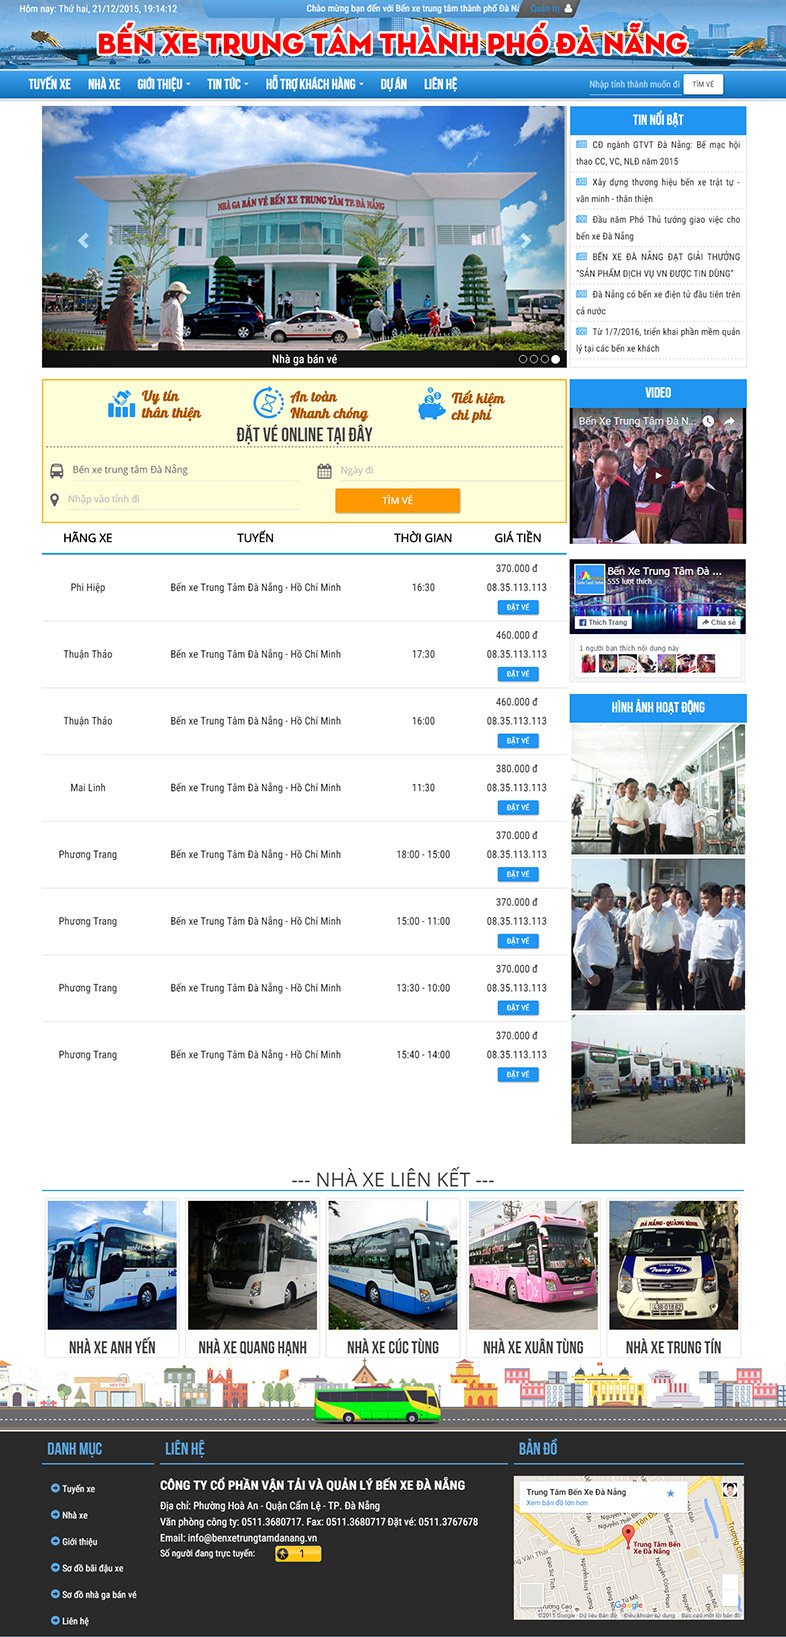 Hôm nay: Thứ hai, 21/12/2015, 19:14:12
Chào mừng bạn đến với Bến xe trung tâm thành phố Đà Nẵ
Quản trị
BẾN XE TRUNG TÂM THÀNH PHỐ ĐÀ NẴNG
TUYẾN XE NHÀ XE GIỚI THIỆU TIN TỨC HỖ TRỢ KHÁCH HÀNG DỰ ÁN LIÊN HỆ
Nhập tỉnh thành muốn đi TÌM VÉ
NHÀ GA BÁN VÉ BẾN XE TRUNG TÂM TP. ĐÀ NẴNG
Nhà ga bán vé
TIN NỔI BẬT
CĐ ngành GTVT Đà Nẵng: Bế mạc hội
thao CC, VC, NLĐ năm 2015
Xây dựng thương hiệu bến xe trật tự -
văn minh - thân thiện
Đầu năm Phó Thủ tướng giao việc cho
bến xe Đà Nẵng
BẾN XE ĐÀ NẴNG ĐẠT GIẢI THƯỞNG
“SẢN PHẨM DỊCH VỤ VN ĐƯỢC TIN DÙNG”
Đà Nẵng có bến xe điện tử đầu tiên trên
cả nước
Từ 1/7/2016, triển khai phần mềm quản
lý tại các bến xe khách
Uy tín
thân thiện
An toàn
Nhanh chóng
Tiết kiệm
chi phí
ĐẶT VÉ ONLINE TẠI ĐÂY
Bến xe trung tâm Đà Nẵng
Ngày đi
Nhập vào tỉnh đi
TÌM VÉ
HÃNG XE TUYẾN THỜI GIAN GIÁ TIỀN
370.000 đ
Phi Hiệp Bến xe Trung Tâm Đà Nẵng - Hồ Chí Minh 16:30 08.35.113.113
ĐẶT VÉ
460.000 đ
Thuận Thảo Bến xe Trung Tâm Đà Nẵng - Hồ Chí Minh 17:30 08.35.113.113
ĐẶT VÉ
460.000 đ
Thuận Thảo Bến xe Trung Tâm Đà Nẵng - Hồ Chí Minh 16:00 08.35.113.113
ĐẶT VÉ
380.000 đ
Mai Linh Bến xe Trung Tâm Đà Nẵng - Hồ Chí Minh 11:30 08.35.113.113
ĐẶT VÉ
370.000 đ
Phương Trang Bến xe Trung Tâm Đà Nẵng - Hồ Chí Minh 18:00 - 15:00 08.35.113.113
ĐẶT VÉ
370.000 đ
Phương Trang Bến xe Trung Tâm Đà Nẵng - Hồ Chí Minh 15:00 - 11:00 08.35.113.113
ĐẶT VÉ
370.000 đ
Phương Trang Bến xe Trung Tâm Đà Nẵng - Hồ Chí Minh 13:30 - 10:00 08.35.113.113
ĐẶT VÉ
370.000 đ
Phương Trang Bến xe Trung Tâm Đà Nẵng - Hồ Chí Minh 15:40 - 14:00 08.35.113.113
ĐẶT VÉ
VIDEO
Bến Xe Trung Tâm Đà N...
Bến Xe Trung Tâm Đà ...
555 lượt thích
Thích Trang Chia sẻ
1 người bạn thích nội dung này
HÌNH ẢNH HOẠT ĐỘNG
--- NHÀ XE LIÊN KẾT ---
ĐÀ NẴNG - QUẢNG BÌNH
Trung Tín
NHÀ XE ANH YẾN NHÀ XE QUANG HẠNH NHÀ XE CÚC TÙNG NHÀ XE XUÂN TÙNG NHÀ XE TRUNG TÍN
DANH MỤC
Tuyến xe
Nhà xe
Giới thiệu
Sơ đồ bãi đậu xe
Sơ đồ nhà ga bán vé
Liên hệ
LIÊN HỆ
CÔNG TY CỔ PHẦN VẬN TẢI VÀ QUẢN LÝ BẾN XE ĐÀ NẴNG
Địa chỉ: Phường Hoà An - Quận Cẩm Lệ - TP. Đà Nẵng
Văn phòng công ty: 0511.3680717. Fax: 0511.3680717 Đặt vé: 0511.3767678
Email: info@benxetrungtamdanang.vn
Số người đang trực tuyến: 1
BẢN ĐỒ
Trung Tâm Bến Xe Đà Nẵng
Xem bản đồ lớn hơn
Trung Tâm Bến
Xe Đà Nẵng
Google
©2015 Google - Dữ liệu Bản đồ Điều khoản sử dụng Báo cáo một lỗi bản đồ